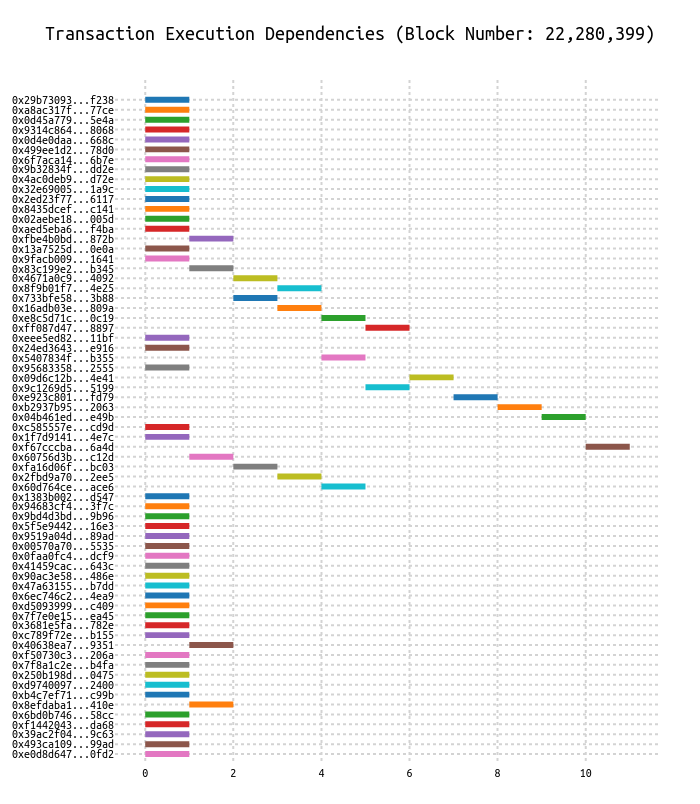 Transaction Execution Dependencies (Block Number: 22,280,399)
0x29b73093...f238
0xa8ac317f...77ce
0x0d45a779...5e4a
0x9314c864...8068
0x0d4e0daa...668c
0x499ee1d2...78d0
0x6f7aca14...6b7e
0x9b32834f...dd2e
0x4ac0deb9...d72e
0x32e69005...1a9c
0x2ed23f77...6117
0x8435dcef...c141
0x02aebe18...005d
0xaed5eba6...f4ba
0xfbe4b0bd...872b
0x13a7525d...0e0a
0x9facb009...1641
0x83c199e2...b345
0x4671a0c9...4092
0x8f9b01f7...4e25
0x733bfe58...3b88
0x16adb03e...809a
0xe8c5d71c...0c19
0xff087d47...8897
0xeee5ed82...11bf
0x24ed3643...e916
0x5407834f...b355
0x95683358...2555
0x09d6c12b...4e41
0x9c1269d5...5199
0xe923c801...fd79
0xb2937b95...2063
0x04b461ed...e49b
0xc585557e...cd9d
0x1f7d9141...4e7c
0xf67cccba...6a4d
0x60756d3b...c12d
0xfa16d06f...bc03
0x2fbd9a70...2ee5
0x60d764ce...ace6
0x1383b002...d547
0x94683cf4...3f7c
0x9bd4d3bd...9b96
0x5f5e9442...16e3
0x9519a04d...89ad
0x00570a70...5535
0x0faa0fc4...dcf9
0x41459cac...643c
0x90ac3e58...486e
0x47a63155...b7dd
0x6ec746c2...4ea9
0xd5093999...c409
0x7f7e0e15...ea45
0x3681e5fa...782e
0xc789f72e...b155
0x40638ea7...9351
0xf50730c3...206a
0x7f8a1c2e...b4fa
0x250b198d...0475
0xd9740097...2400
0xb4c7ef71...c99b
0x8efdaba1...410e
0x6bd0b746...58cc
0xf1442043...da68
0x39ac2f04...9c63
0x493ca109...99ad
0xe0d8d647...0fd2
0 2 4 6 8 10